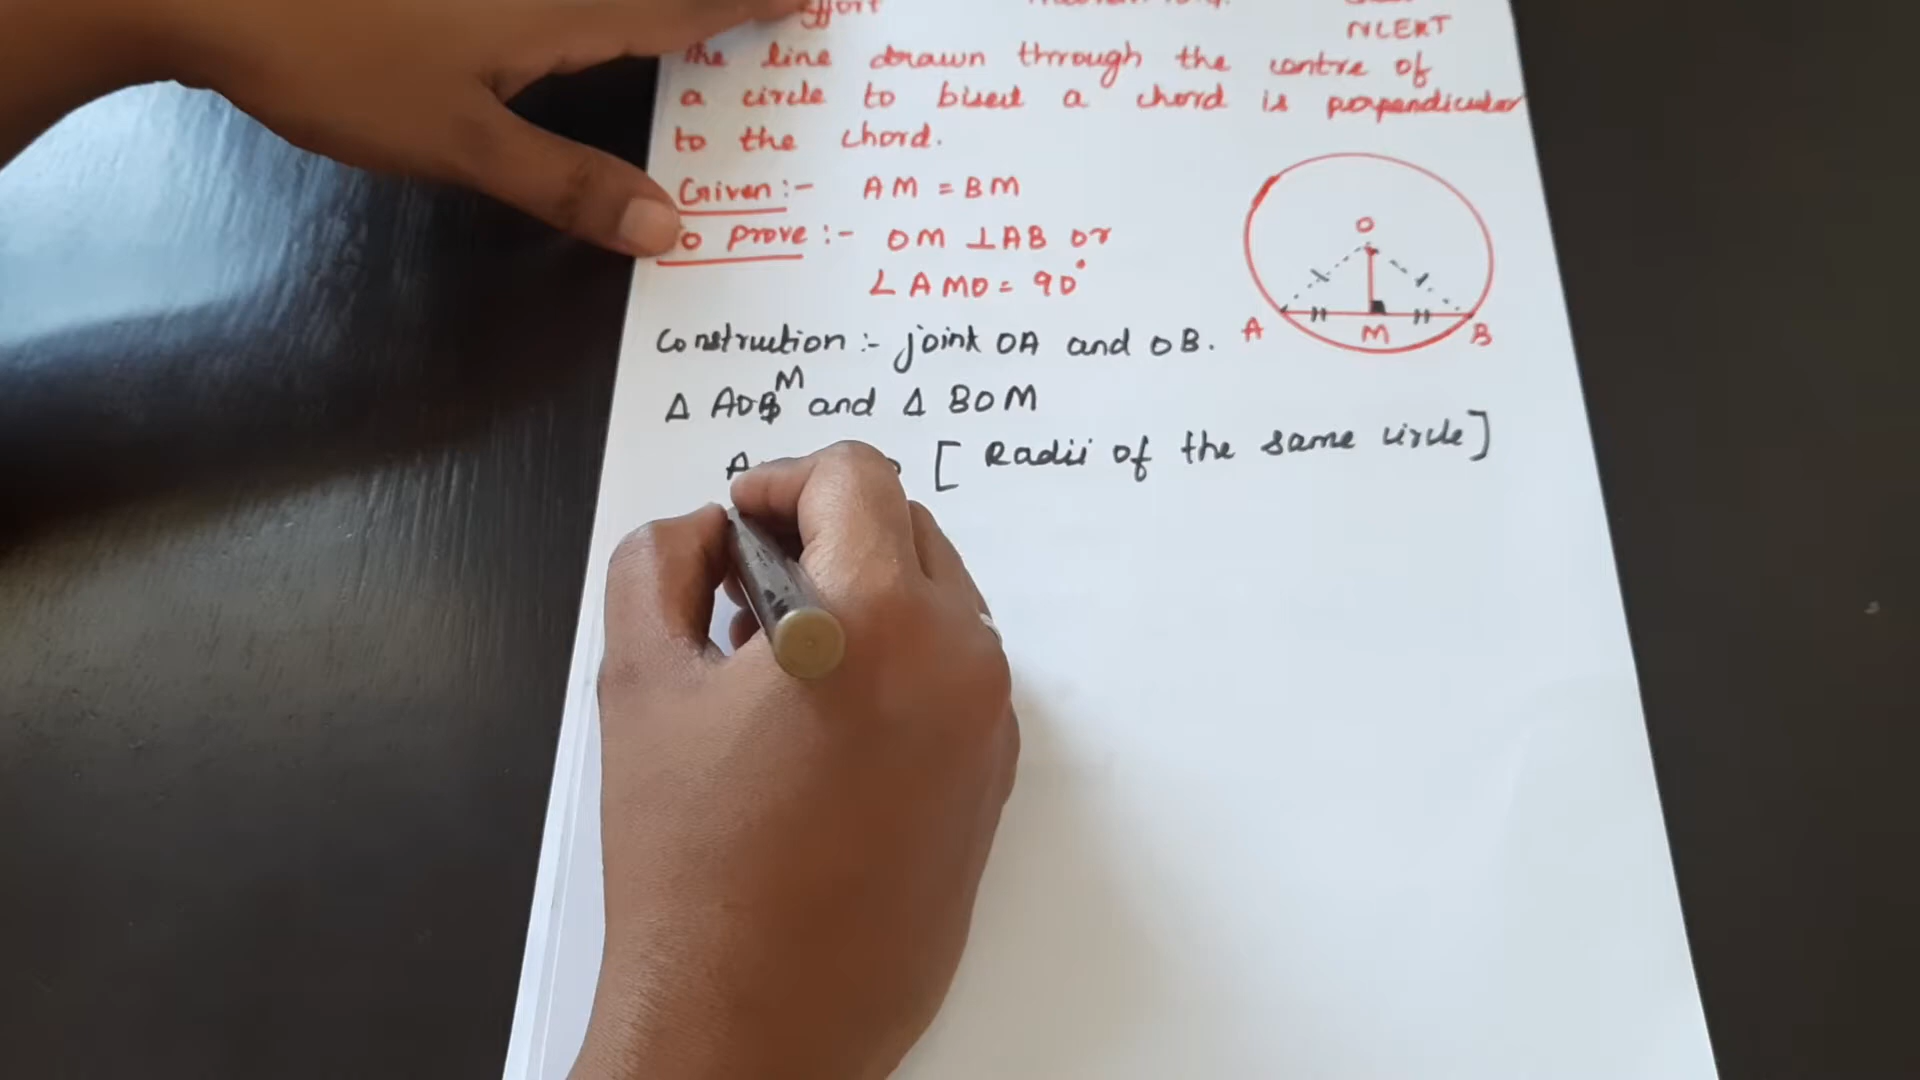 NCERT
the line drawn through the centre of
a circle to bisect a chord is perpendicular
to the chord.
Given :- AM = BM
To prove :- OM ⊥ AB or
∠AMO = 90°
O
A M B
Construction :- joint OA and OB.
Δ AOM and Δ BOM
[ Radii of the same circle ]